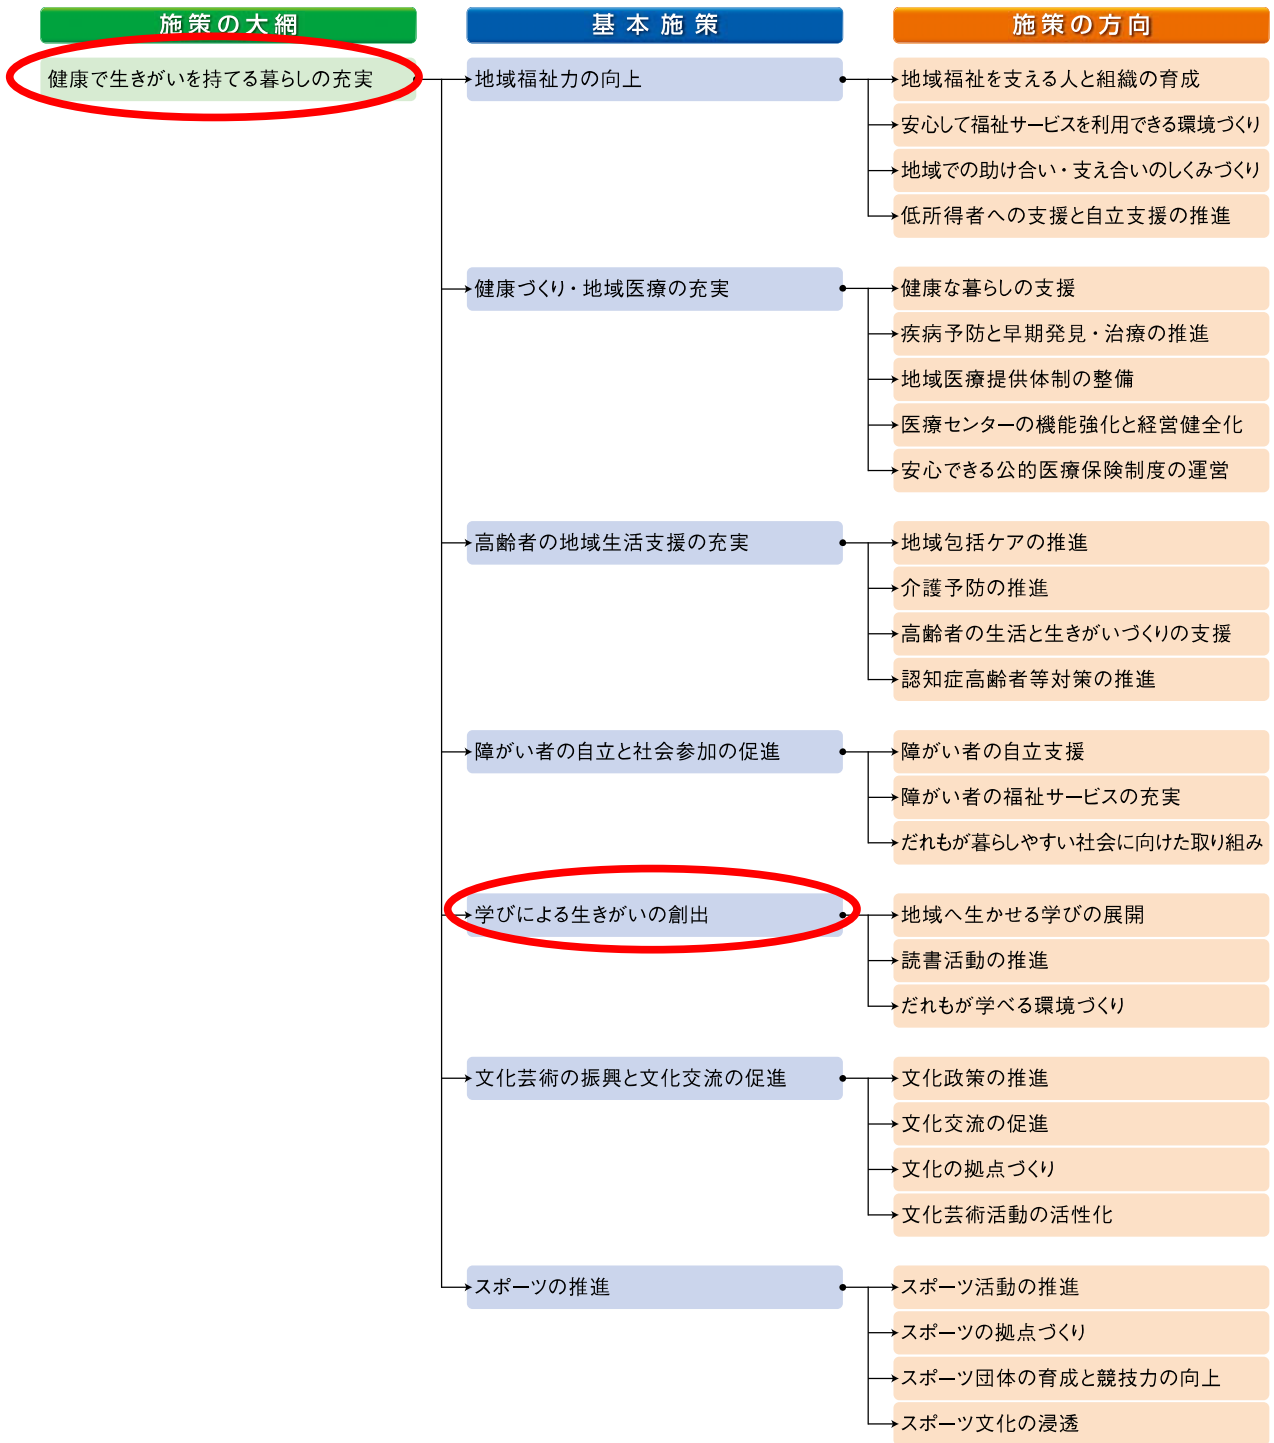 施策の大綱
基本施策
施策の方向
健康で生きがいを持てる暮らしの充実
地域福祉力の向上
地域福祉を支える人と組織の育成
安心して福祉サービスを利用できる環境づくり
地域での助け合い・支え合いのしくみづくり
低所得者への支援と自立支援の推進
健康づくり・地域医療の充実
健康な暮らしの支援
疾病予防と早期発見・治療の推進
地域医療提供体制の整備
医療センターの機能強化と経営健全化
安心できる公的医療保険制度の運営
高齢者の地域生活支援の充実
地域包括ケアの推進
介護予防の推進
高齢者の生活と生きがいづくりの支援
認知症高齢者等対策の推進
障がい者の自立と社会参加の促進
障がい者の自立支援
障がい者の福祉サービスの充実
だれもが暮らしやすい社会に向けた取り組み
学びによる生きがいの創出
地域へ生かせる学びの展開
読書活動の推進
だれもが学べる環境づくり
文化芸術の振興と文化交流の促進
文化政策の推進
文化交流の促進
文化の拠点づくり
文化芸術活動の活性化
スポーツの推進
スポーツ活動の推進
スポーツの拠点づくり
スポーツ団体の育成と競技力の向上
スポーツ文化の浸透